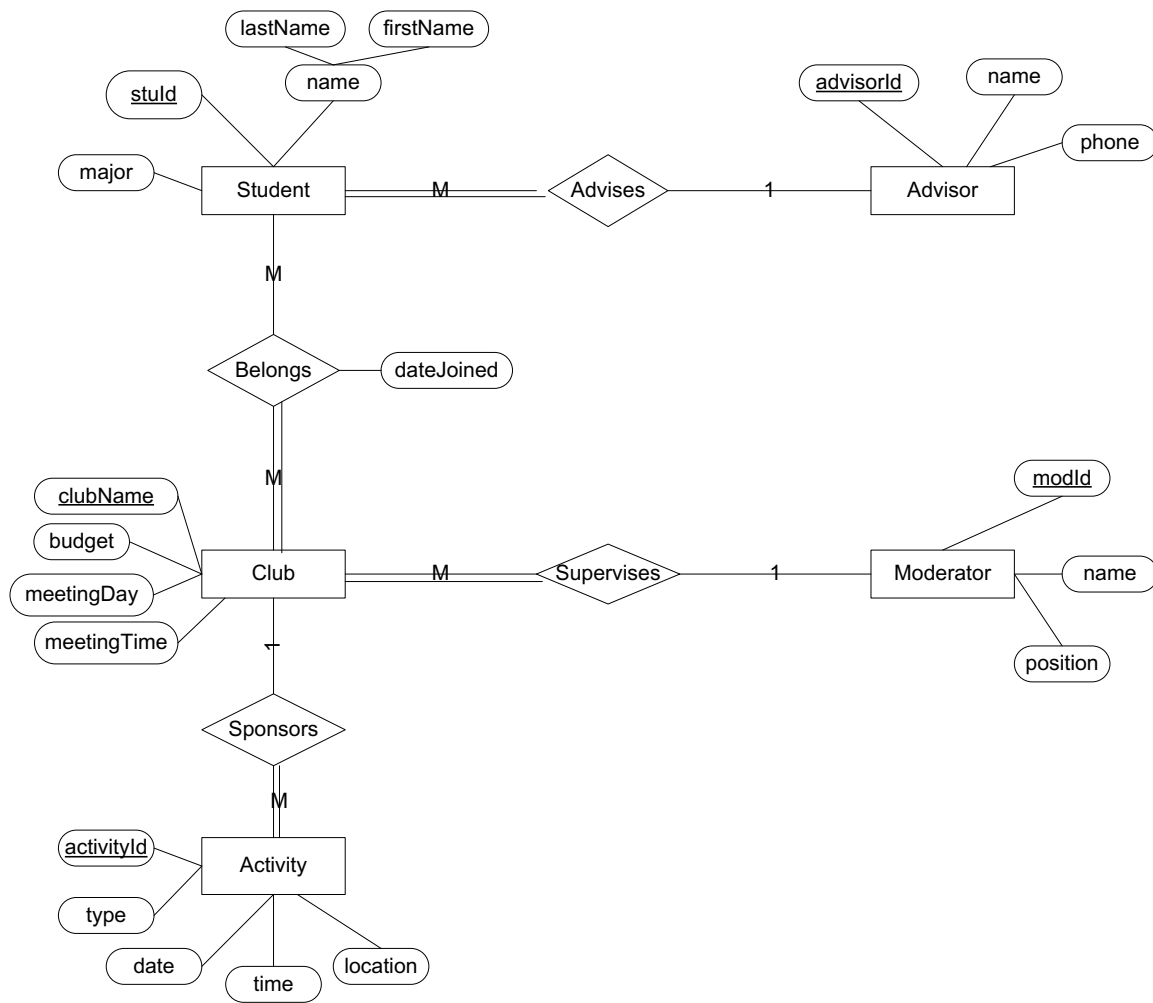 lastName
firstName
name
stuId
advisorId
name
phone
major
Student
M
Advises
1
Advisor
M
Belongs
dateJoined
M
clubName
modId
budget
meetingDay
meetingTime
Club
M
Supervises
1
Moderator
name
position
1
Sponsors
M
activityId
Activity
type
date
time
location